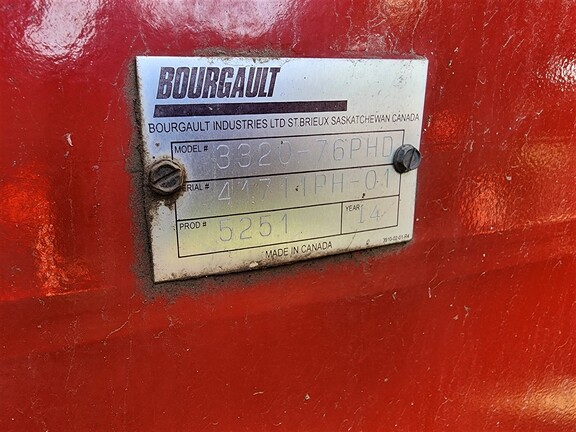 BOURGAULT
BOURGAULT INDUSTRIES LTD ST.BRIEUX SASKATCHEWAN CANADA
MODEL # 3320-76PHD
SERIAL #
PROD # 5251 YEAR 14
MADE IN CANADA